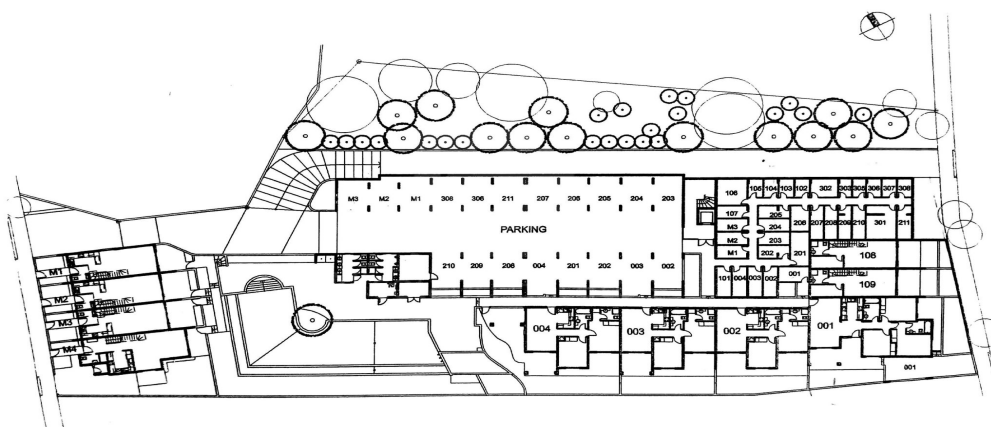 M3 M2 M1 308 306 211 207 206 205 204 203
PARKING
210 209 208 004 201 202 003 002
106 105 104 103 102 302 303 305 306 307 308
107 205 206 207 208 209 210 301 211
M3 204
M2 203
M1 202 201
101 004 003 002 001
108
109
M1
M2
M3
M4
004 003 002 001
001